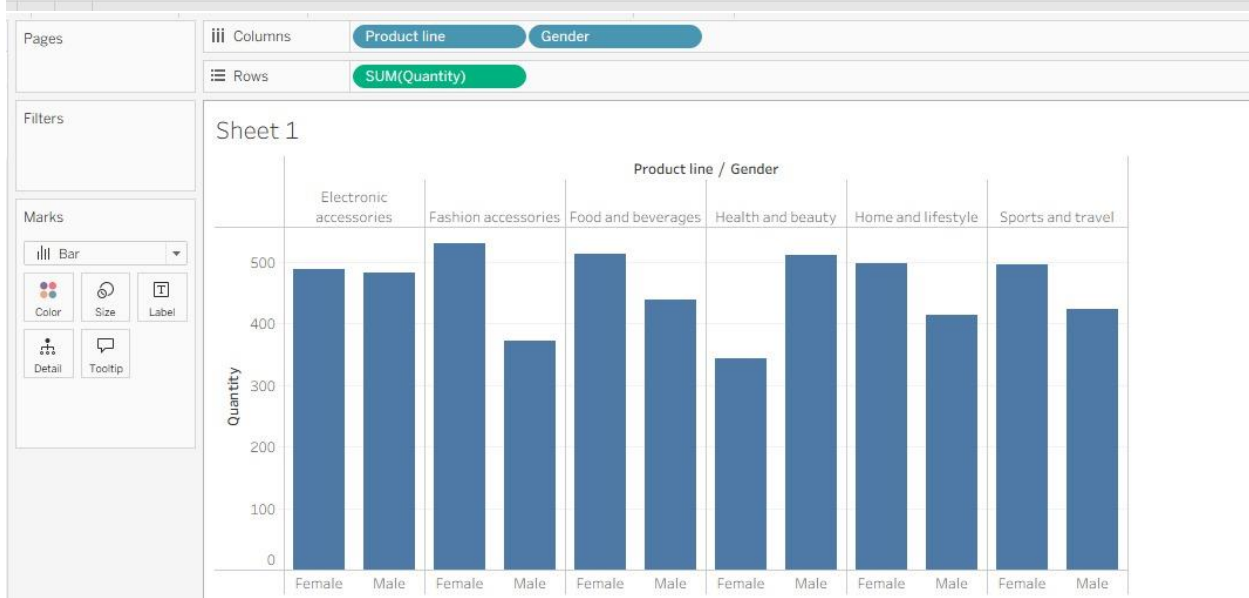 Pages
Columns Product line Gender
Rows SUM(Quantity)
Filters
Marks
Bar
Color Size Label
Detail Tooltip
Sheet 1
Product line / Gender
Electronic
accessories Fashion accessories Food and beverages Health and beauty Home and lifestyle Sports and travel
Quantity
500
400
300
200
100
0
Female Male Female Male Female Male Female Male Female Male Female Male